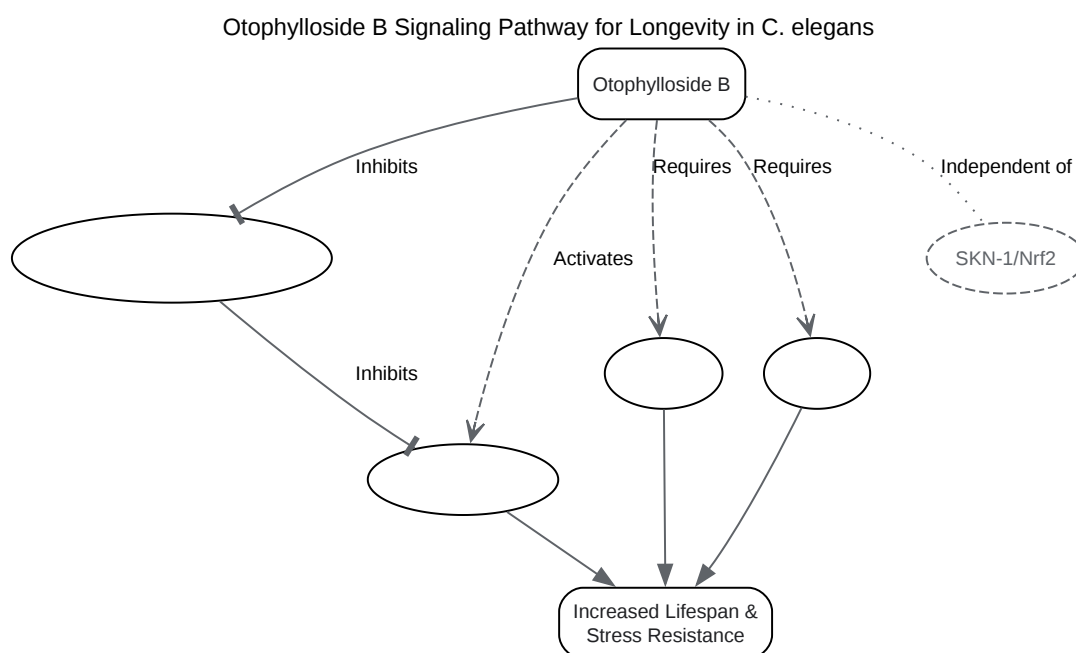 Otophylloside B Signaling Pathway for Longevity in C. elegans
Otophylloside B
Inhibits
Requires
Requires
Independent of
Activates
SKN-1/Nrf2
Inhibits
Increased Lifespan &
Stress Resistance